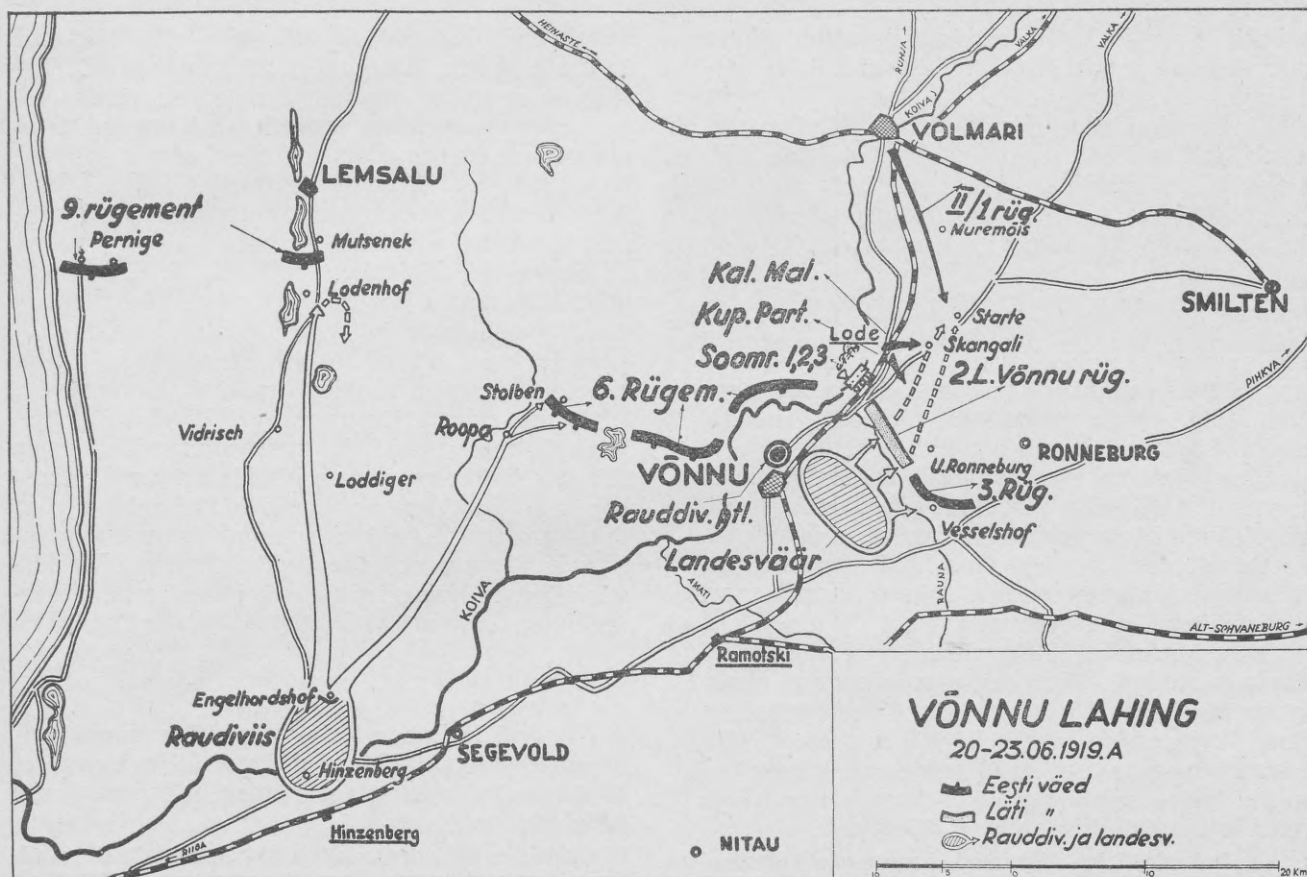 HEINASTE →
RUHJA →
VALKA →
VALKA →
KOIVA
VOLMARI
LEMSALU
9. rügement
Pernige
Mutsenek
Lodenhof
II/1 rüg.
Muremõis
Kal. Mal.
Kup. Part.
Lode
Soomr. 1,2,3
Starte
Skangali
SMILTEN
2.L.Võnnu rüg.
PIHKVA →
Stolben
6. Rügem.
Roopa
Vidrisch
Loddiger
VÕNNU
RONNEBURG
U.Ronneburg
3. Rüg.
Rauddiv. ptl.
Vesselshof
Landesväär
KOIVA
AMATI
RAUNA
ALT-SCHVANEBURG →
Ramotski
Engelhordshof
Raudiviis
SEGEVOLD
Hinzenberg
Hinzenberg
← RIIGA
NITAU
VÕNNU LAHING
20-23.06.1919.A
Eesti väed
Läti "
Rauddiv. ja landesv.
10 5 0 10 20 Km